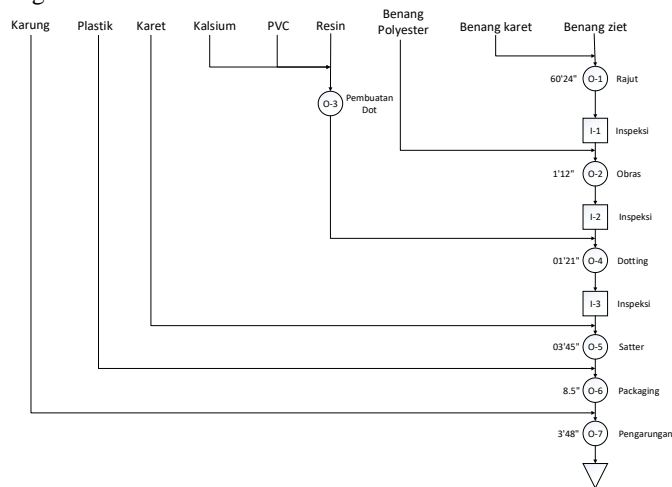 Karung Plastik Karet Kalsium PVC Resin Benang Polyester Benang karet Benang ziet
60'24" O-1 Rajut
O-3 Pembuatan Dot
I-1 Inspeksi
1'12" O-2 Obras
I-2 Inspeksi
01'21" O-4 Dotting
I-3 Inspeksi
03'45" O-5 Satter
8.5" O-6 Packaging
3'48" O-7 Pengarungan